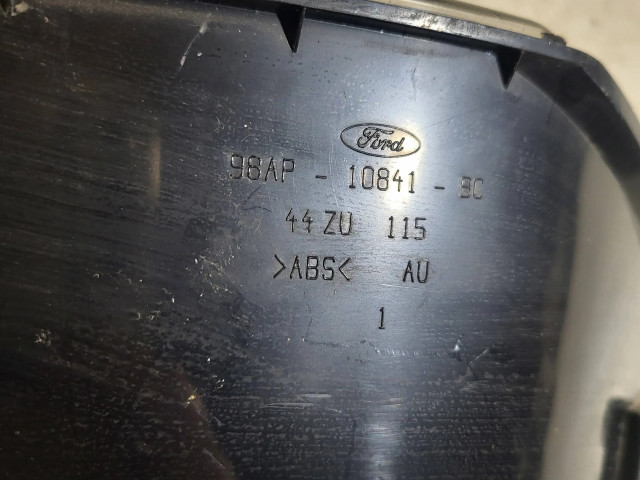 Ford
98AP - 10841 - BC
44 ZU 115
>ABS< AU
1